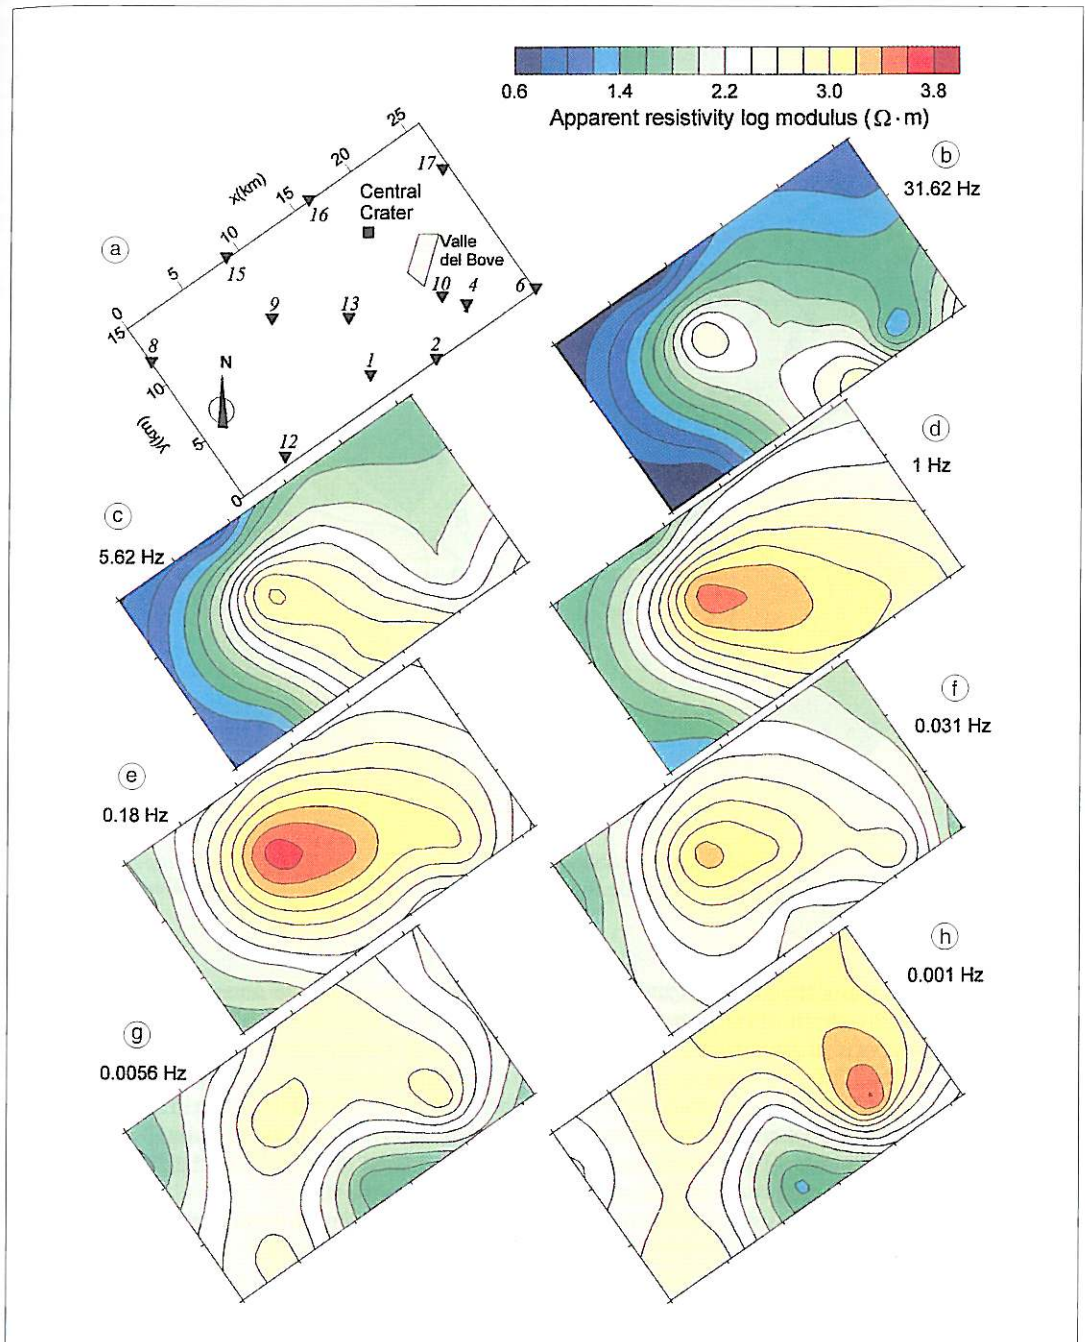 0.6 1.4 2.2 3.0 3.8
Apparent resistivity log modulus (Ω·m)
a
x(km)
0
5
10
15
20
25
15
10
5
0
y(km)
N
Central
Crater
Valle
del Bove
17
16
15
10
4
6
9
13
8
1
2
12
b
31.62 Hz
c
5.62 Hz
d
1 Hz
e
0.18 Hz
f
0.031 Hz
g
0.0056 Hz
h
0.001 Hz